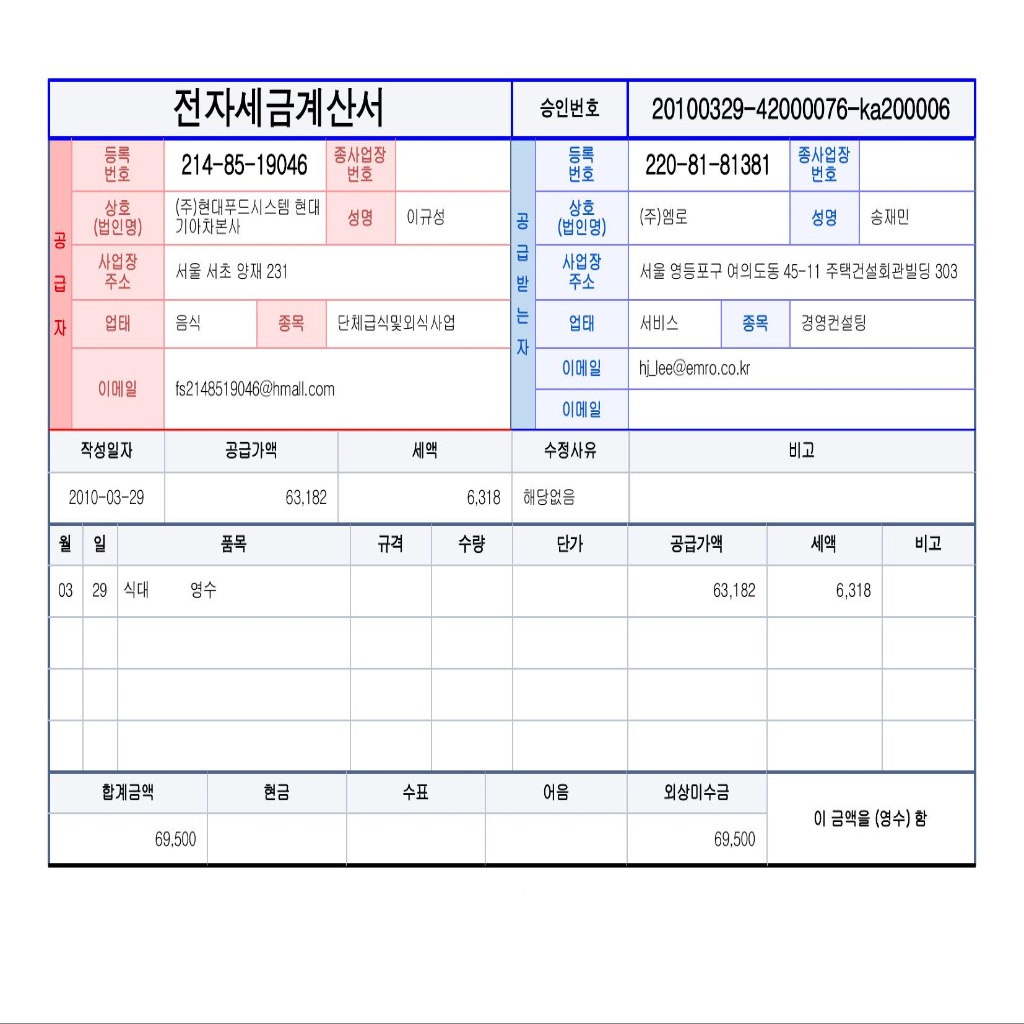 전자세금계산서 승인번호 20100329-42000076-ka200006
공급자
등록번호 214-85-19046 종사업장번호
상호(법인명) (주)현대푸드시스템 현대기아차본사 성명 이규성
사업장주소 서울 서초 양재 231
업태 음식 종목 단체급식및외식사업
이메일 fs2148519046@hmall.com
공급받는자
등록번호 220-81-81381 종사업장번호
상호(법인명) (주)엠로 성명 송재민
사업장주소 서울 영등포구 여의도동 45-11 주택건설회관빌딩 303
업태 서비스 종목 경영컨설팅
이메일 hj_lee@emro.co.kr
이메일
작성일자 공급가액 세액 수정사유 비고
2010-03-29 63,182 6,318 해당없음
월 일 품목 규격 수량 단가 공급가액 세액 비고
03 29 식대 영수 63,182 6,318
합계금액 현금 수표 어음 외상미수금 이 금액을 (영수) 함
69,500 69,500